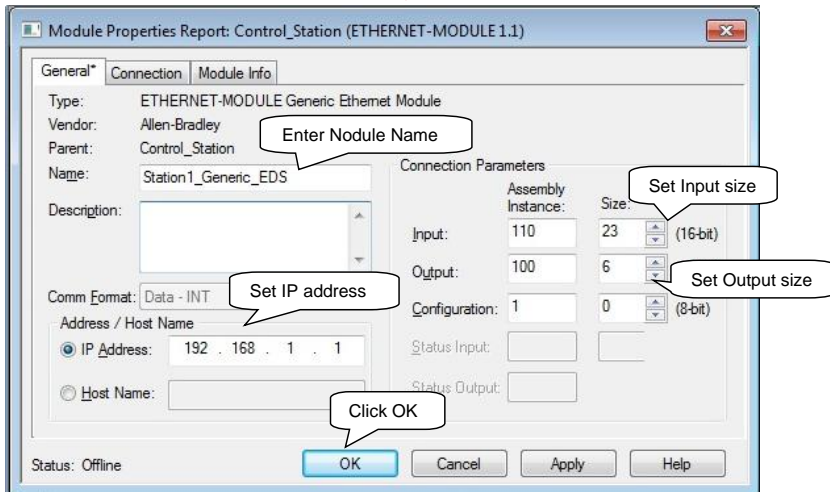 Module Properties Report: Control_Station (ETHERNET-MODULE 1.1)
General* Connection Module Info
Type: ETHERNET-MODULE Generic Ethernet Module
Vendor: Allen-Bradley
Parent: Control_Station
Enter Nodule Name
Name: Station1_Generic_EDS
Description:
Connection Parameters
Assembly Instance: Size:
Set Input size
Input: 110 23 (16-bit)
Output: 100 6
Set Output size
Configuration: 1 0 (8-bit)
Status Input:
Status Output:
Comm Format: Data - INT
Set IP address
Address / Host Name
IP Address: 192 . 168 . 1 . 1
Host Name:
Click OK
Status: Offline
OK Cancel Apply Help